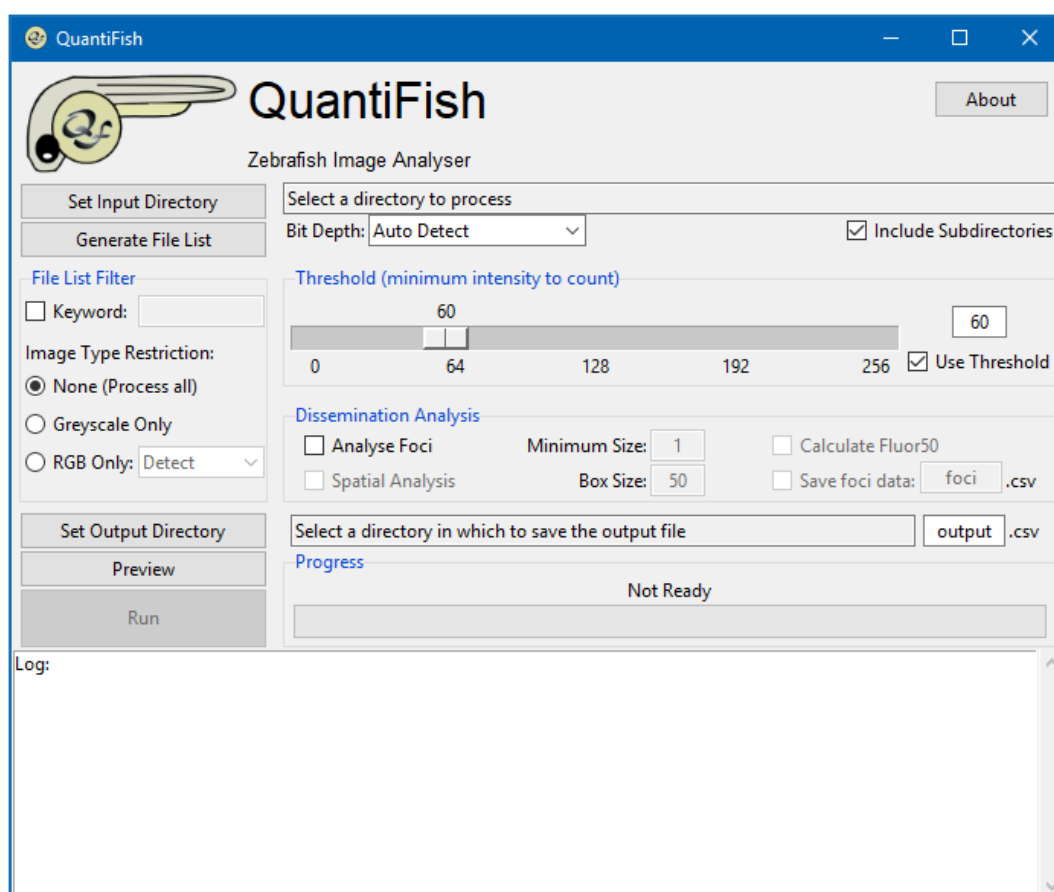 QuantiFish
Qf
QuantiFish
About
Zebrafish Image Analyser
Set Input Directory
Select a directory to process
Generate File List
Bit Depth: Auto Detect
Include Subdirectories
File List Filter
Keyword:
Image Type Restriction:
None (Process all)
Greyscale Only
RGB Only: Detect
Threshold (minimum intensity to count)
60
60
0 64 128 192 256
Use Threshold
Dissemination Analysis
Analyse Foci Minimum Size: 1 Calculate Fluor50
Spatial Analysis Box Size: 50 Save foci data: foci .csv
Set Output Directory
Select a directory in which to save the output file output .csv
Preview
Run
Progress
Not Ready
Log: